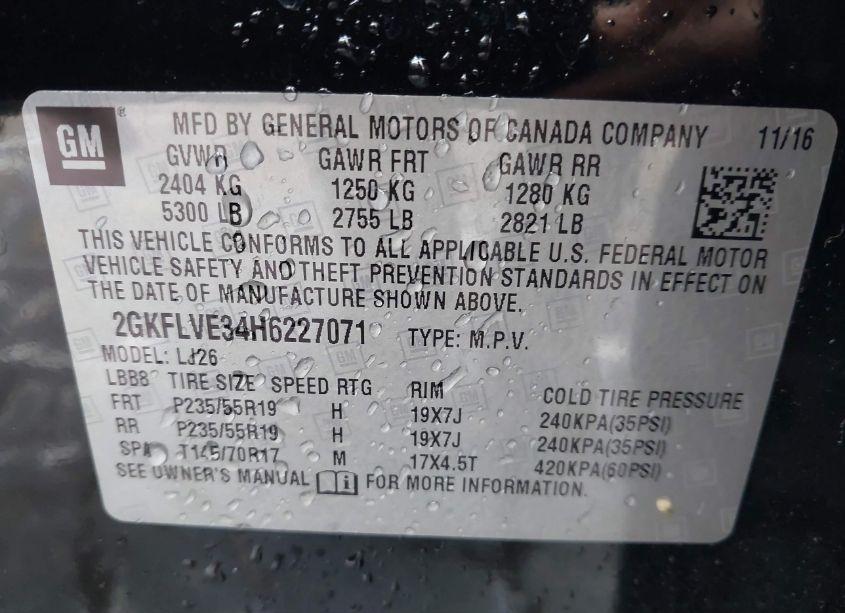 GM ®
MFD BY GENERAL MOTORS OF CANADA COMPANY 11/16
GVWR GAWR FRT GAWR RR
2404 KG 1250 KG 1280 KG
5300 LB 2755 LB 2821 LB
THIS VEHICLE CONFORMS TO ALL APPLICABLE U.S. FEDERAL MOTOR
VEHICLE SAFETY AND THEFT PREVENTION STANDARDS IN EFFECT ON
THE DATE OF MANUFACTURE SHOWN ABOVE.
2GKFLVE34H6227071 TYPE: M.P.V.
MODEL: LJ26
LBB8 TIRE SIZE SPEED RTG RIM COLD TIRE PRESSURE
FRT P235/55R19 H 19X7J 240KPA(35PSI)
RR P235/55R19 H 19X7J 240KPA(35PSI)
SPA T145/70R17 M 17X4.5T 420KPA(60PSI)
SEE OWNER'S MANUAL i FOR MORE INFORMATION.